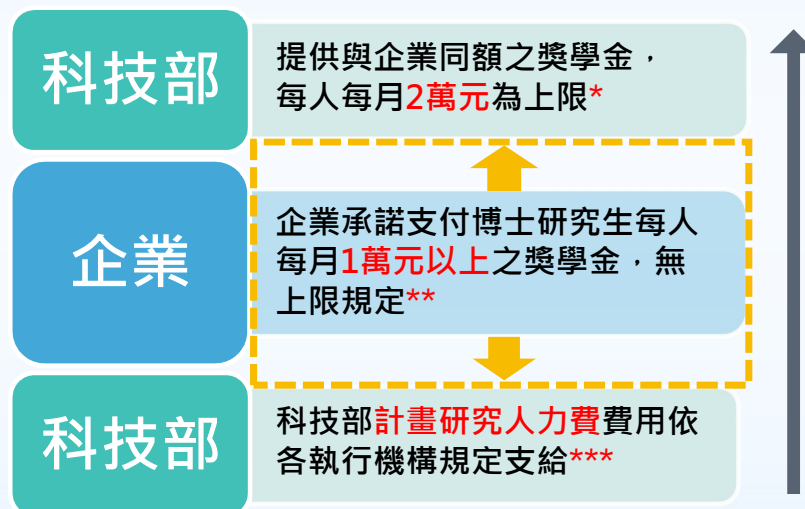 科技部
提供與企業同額之獎學金，
每人每月2萬元為上限*
企業
企業承諾支付博士研究生每人
每月1萬元以上之獎學金，無
上限規定**
科技部
科技部計畫研究人力費費用依
各執行機構規定支給***